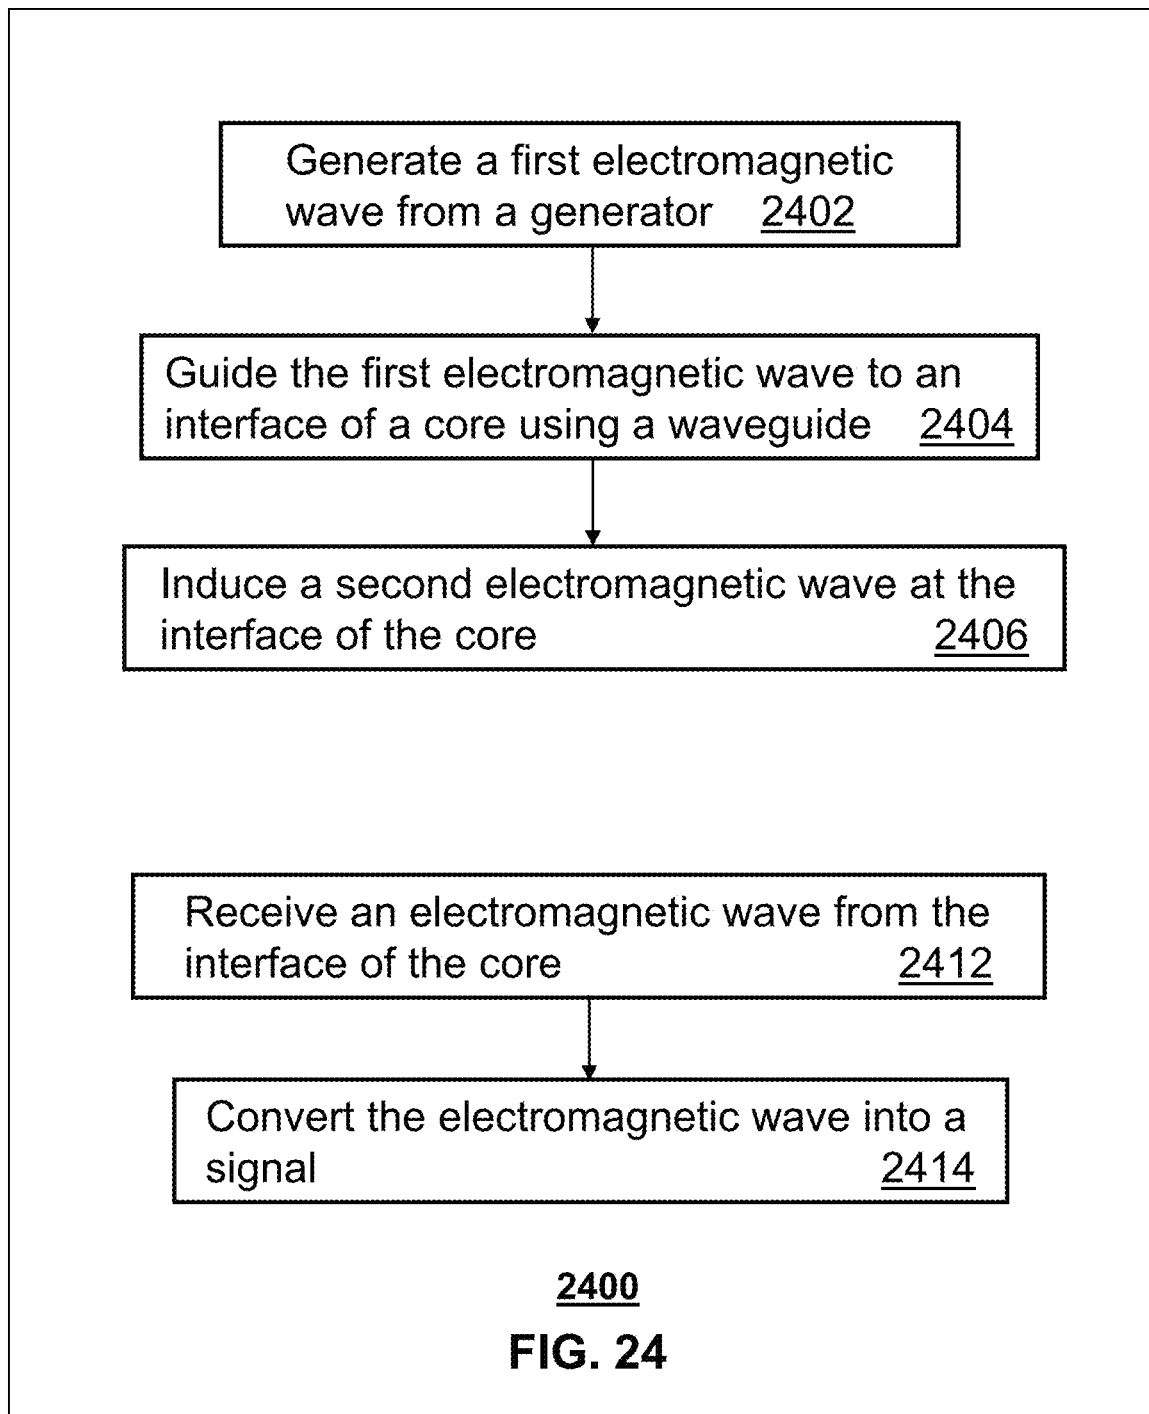 Generate a first electromagnetic
wave from a generator 2402
Guide the first electromagnetic wave to an
interface of a core using a waveguide 2404
Induce a second electromagnetic wave at the
interface of the core 2406
Receive an electromagnetic wave from the
interface of the core 2412
Convert the electromagnetic wave into a
signal 2414
2400
FIG. 24